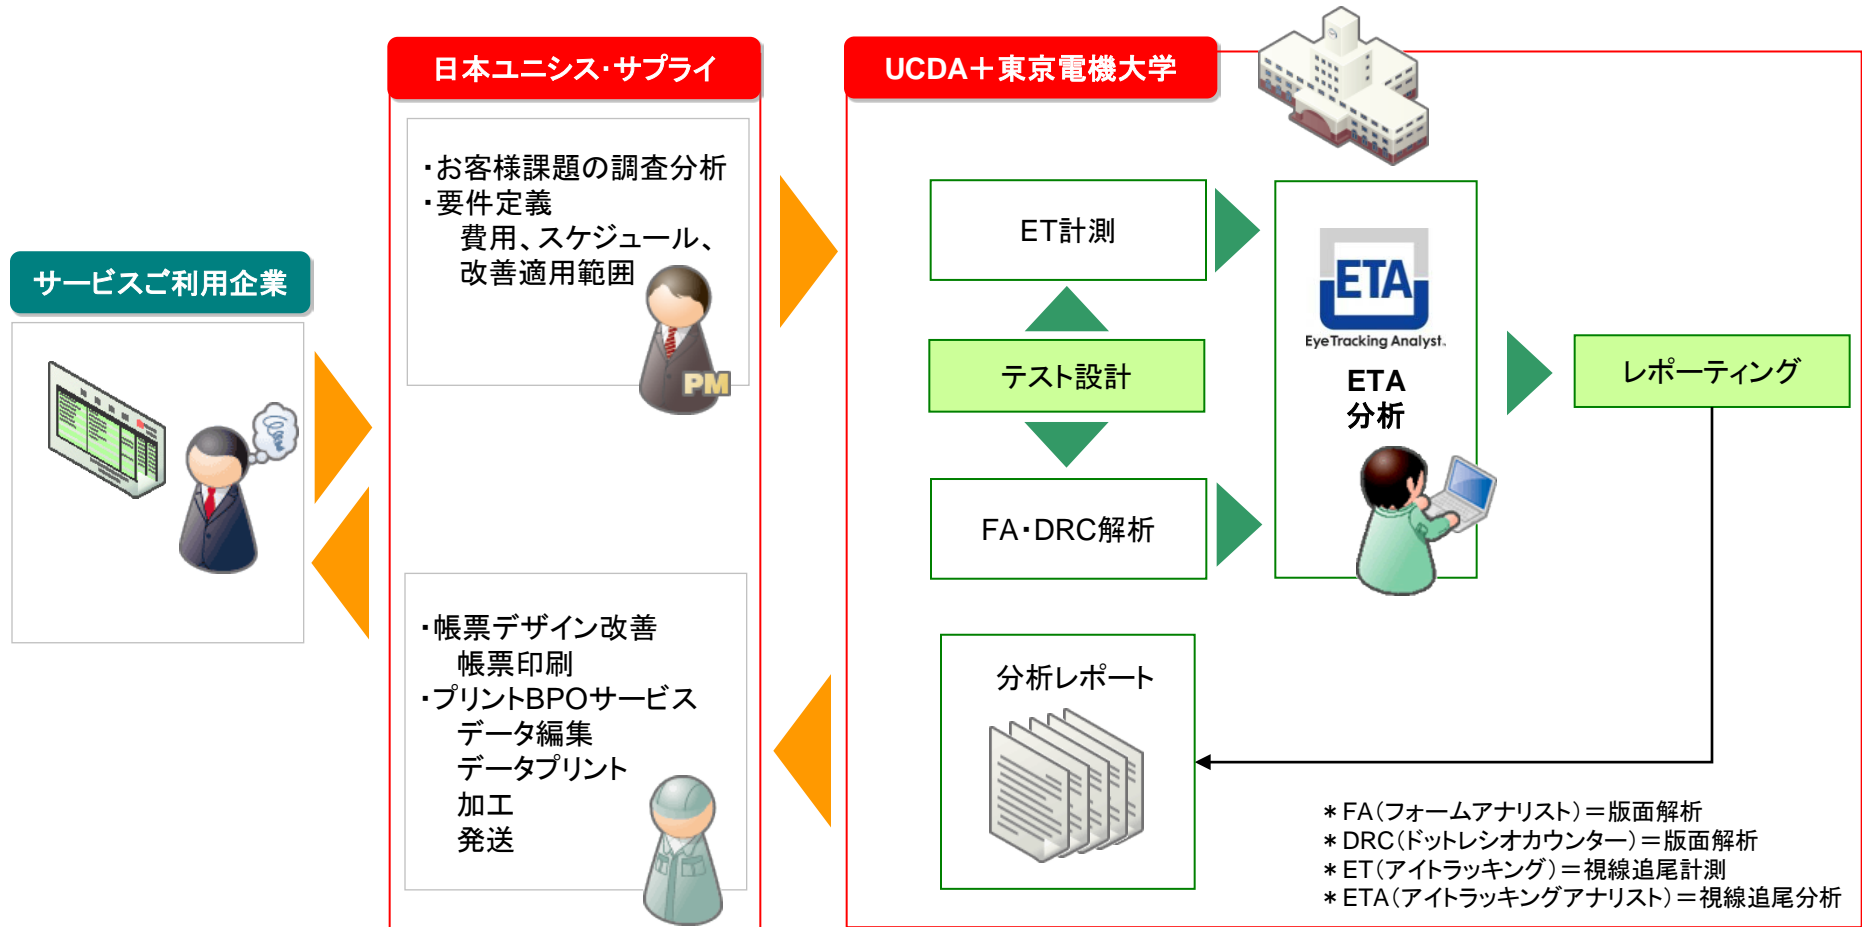 サービスご利用企業
日本ユニシス・サプライ
・お客様課題の調査分析
・要件定義
費用、スケジュール、
改善適用範囲
PM
・帳票デザイン改善
帳票印刷
・プリントBPOサービス
データ編集
データプリント
加工
発送
UCDA＋東京電機大学
ET計測
テスト設計
FA・DRC解析
ETA
EyeTracking Analyst
ETA
分析
レポーティング
分析レポート
＊FA（フォームアナリスト）＝版面解析
＊DRC（ドットレシオカウンター）＝版面解析
＊ET（アイトラッキング）＝視線追尾計測
＊ETA（アイトラッキングアナリスト）＝視線追尾分析